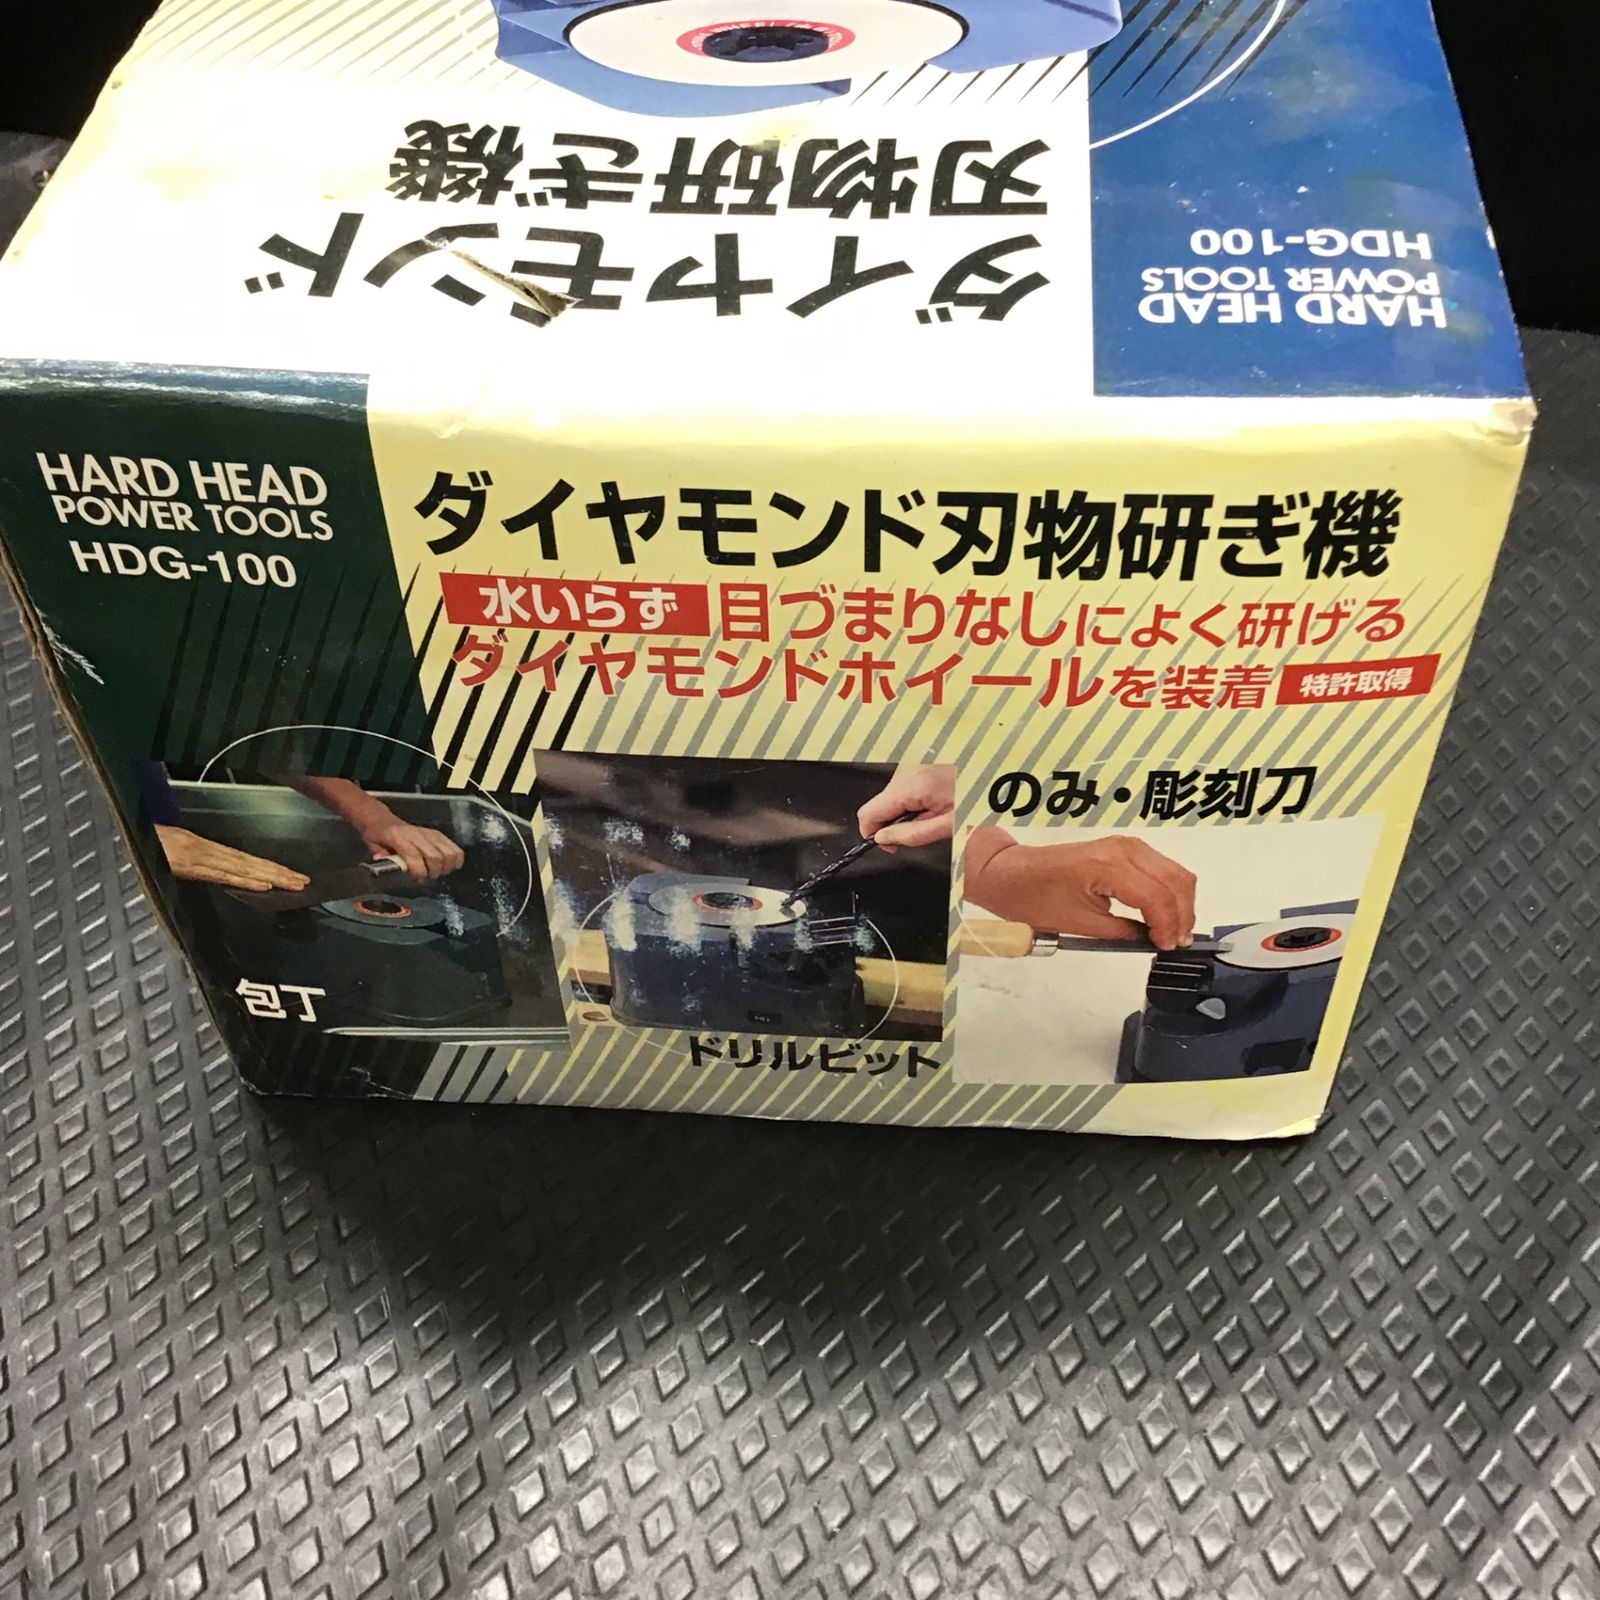 ダイヤモンド
刃物研ぎ機
HARD HEAD
POWER TOOLS
HDG-100
HARD HEAD
POWER TOOLS
HDG-100
ダイヤモンド刃物研ぎ機
水いらず 目づまりなしによく研げる
ダイヤモンドホイールを装着 特許取得
包丁
ドリルビット
のみ・彫刻刀